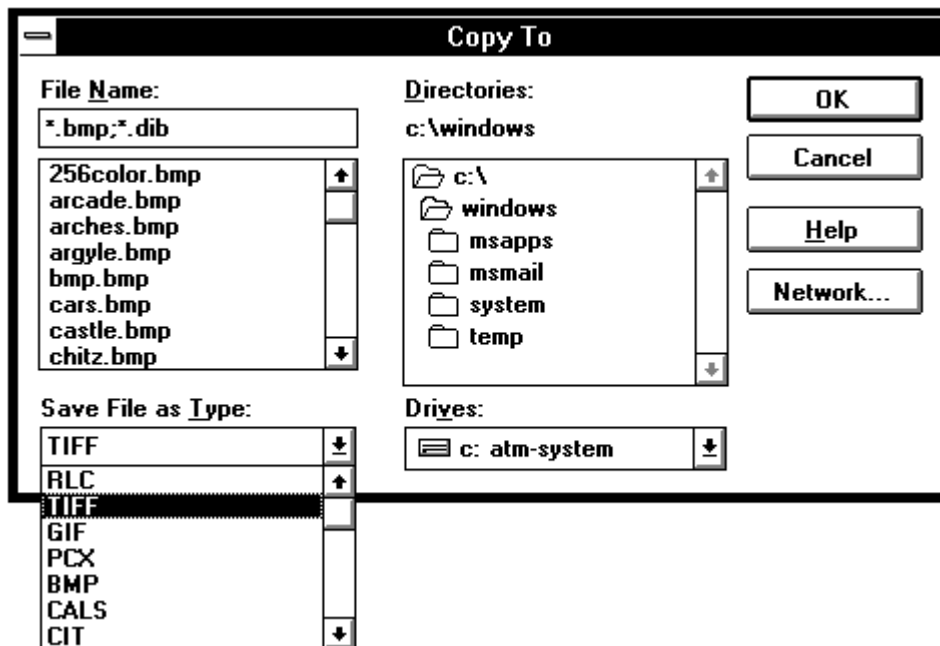 Copy To
File Name:
*.bmp;*.dib
256color.bmp
arcade.bmp
arches.bmp
argyle.bmp
bmp.bmp
cars.bmp
castle.bmp
chitz.bmp
Save File as Type:
TIFF
RLC
TIFF
GIF
PCX
BMP
CALS
CIT
Directories:
c:\windows
c:\
windows
msapps
msmail
system
temp
Drives:
c: atm-system
OK
Cancel
Help
Network...